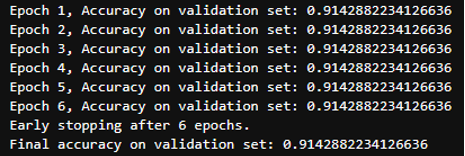 Epoch 1, Accuracy on validation set: 0.9142882234126636
Epoch 2, Accuracy on validation set: 0.9142882234126636
Epoch 3, Accuracy on validation set: 0.9142882234126636
Epoch 4, Accuracy on validation set: 0.9142882234126636
Epoch 5, Accuracy on validation set: 0.9142882234126636
Epoch 6, Accuracy on validation set: 0.9142882234126636
Early stopping after 6 epochs.
Final accuracy on validation set: 0.9142882234126636